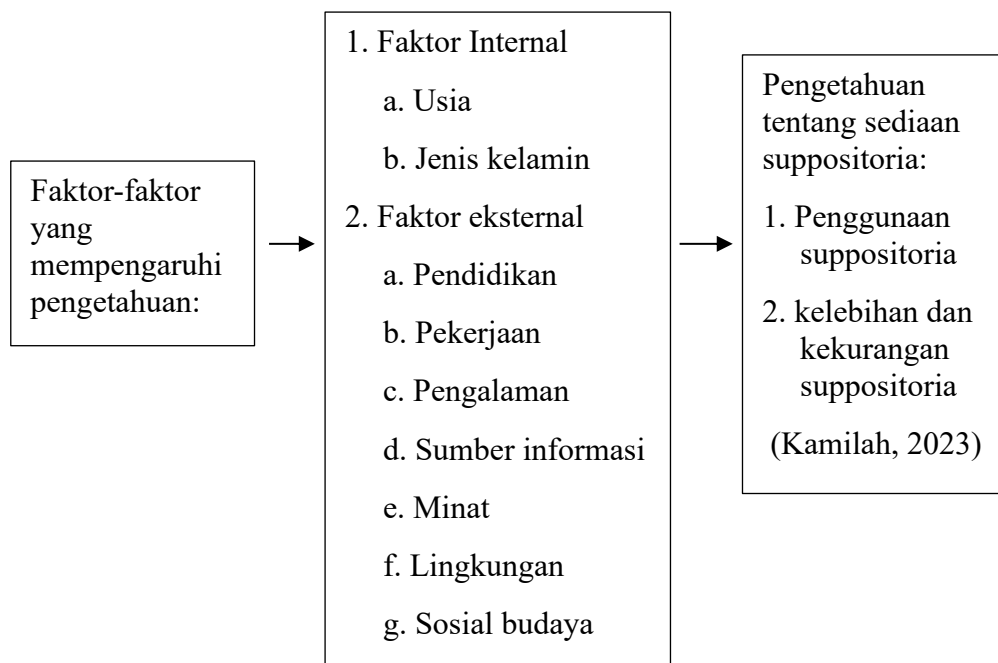 Faktor-faktor
yang
mempengaruhi
pengetahuan:
1. Faktor Internal
a. Usia
b. Jenis kelamin
2. Faktor eksternal
a. Pendidikan
b. Pekerjaan
c. Pengalaman
d. Sumber informasi
e. Minat
f. Lingkungan
g. Sosial budaya
Pengetahuan
tentang sediaan
suppositoria:
1. Penggunaan
suppositoria
2. kelebihan dan
kekurangan
suppositoria
(Kamilah, 2023)